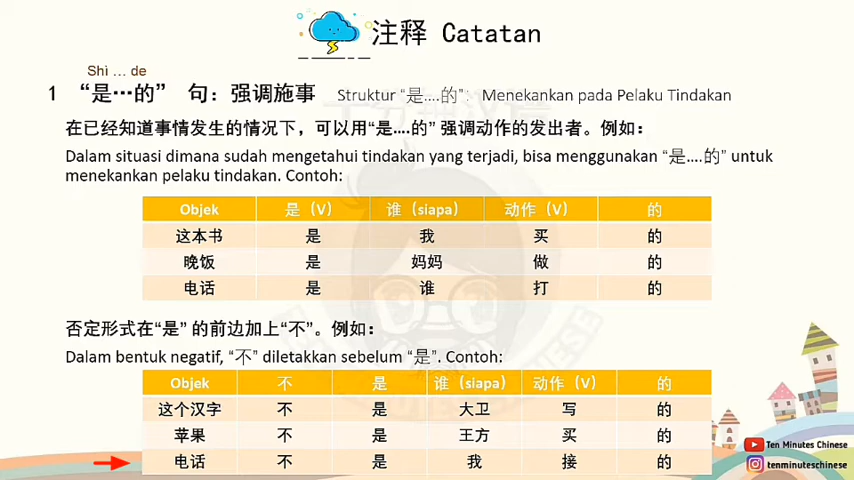 注释 Catatan
Shì ... de
1 “是…的” 句：强调施事 Struktur “是....的”: Menekankan pada Pelaku Tindakan
在已经知道事情发生的情况下，可以用“是....的” 强调动作的发出者。例如：
Dalam situasi dimana sudah mengetahui tindakan yang terjadi, bisa menggunakan “是....的” untuk
menekankan pelaku tindakan. Contoh:
Objek 是（V） 谁（siapa） 动作（V） 的
这本书 是 我 买 的
晚饭 是 妈妈 做 的
电话 是 谁 打 的
否定形式在“是” 的前边加上“不”。例如：
Dalam bentuk negatif, “不” diletakkan sebelum “是”. Contoh:
Objek 不 是 谁（siapa） 动作（V） 的
这个汉字 不 是 大卫 写 的
苹果 不 是 王方 买 的
电话 不 是 我 接 的
Ten Minutes Chinese
tenminuteschinese